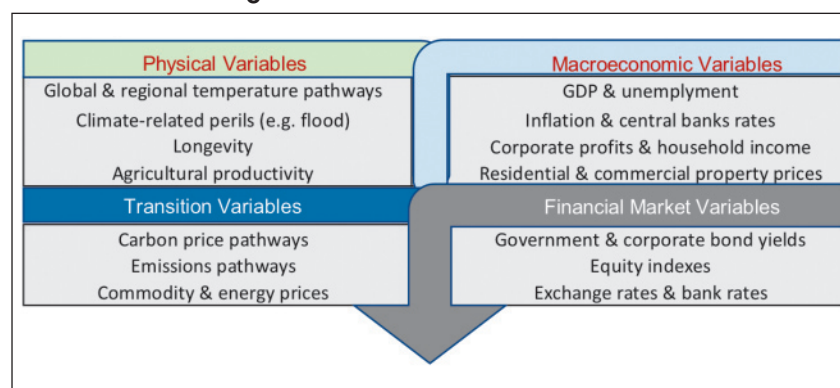 Physical Variables
Global & regional temperature pathways
Climate-related perils (e.g. flood)
Longevity
Agricultural productivity
Macroeconomic Variables
GDP & unemplyment
Inflation & central banks rates
Corporate profits & household income
Residential & commercial property prices
Transition Variables
Carbon price pathways
Emissions pathways
Commodity & energy prices
Financial Market Variables
Government & corporate bond yields
Equity indexes
Exchange rates & bank rates